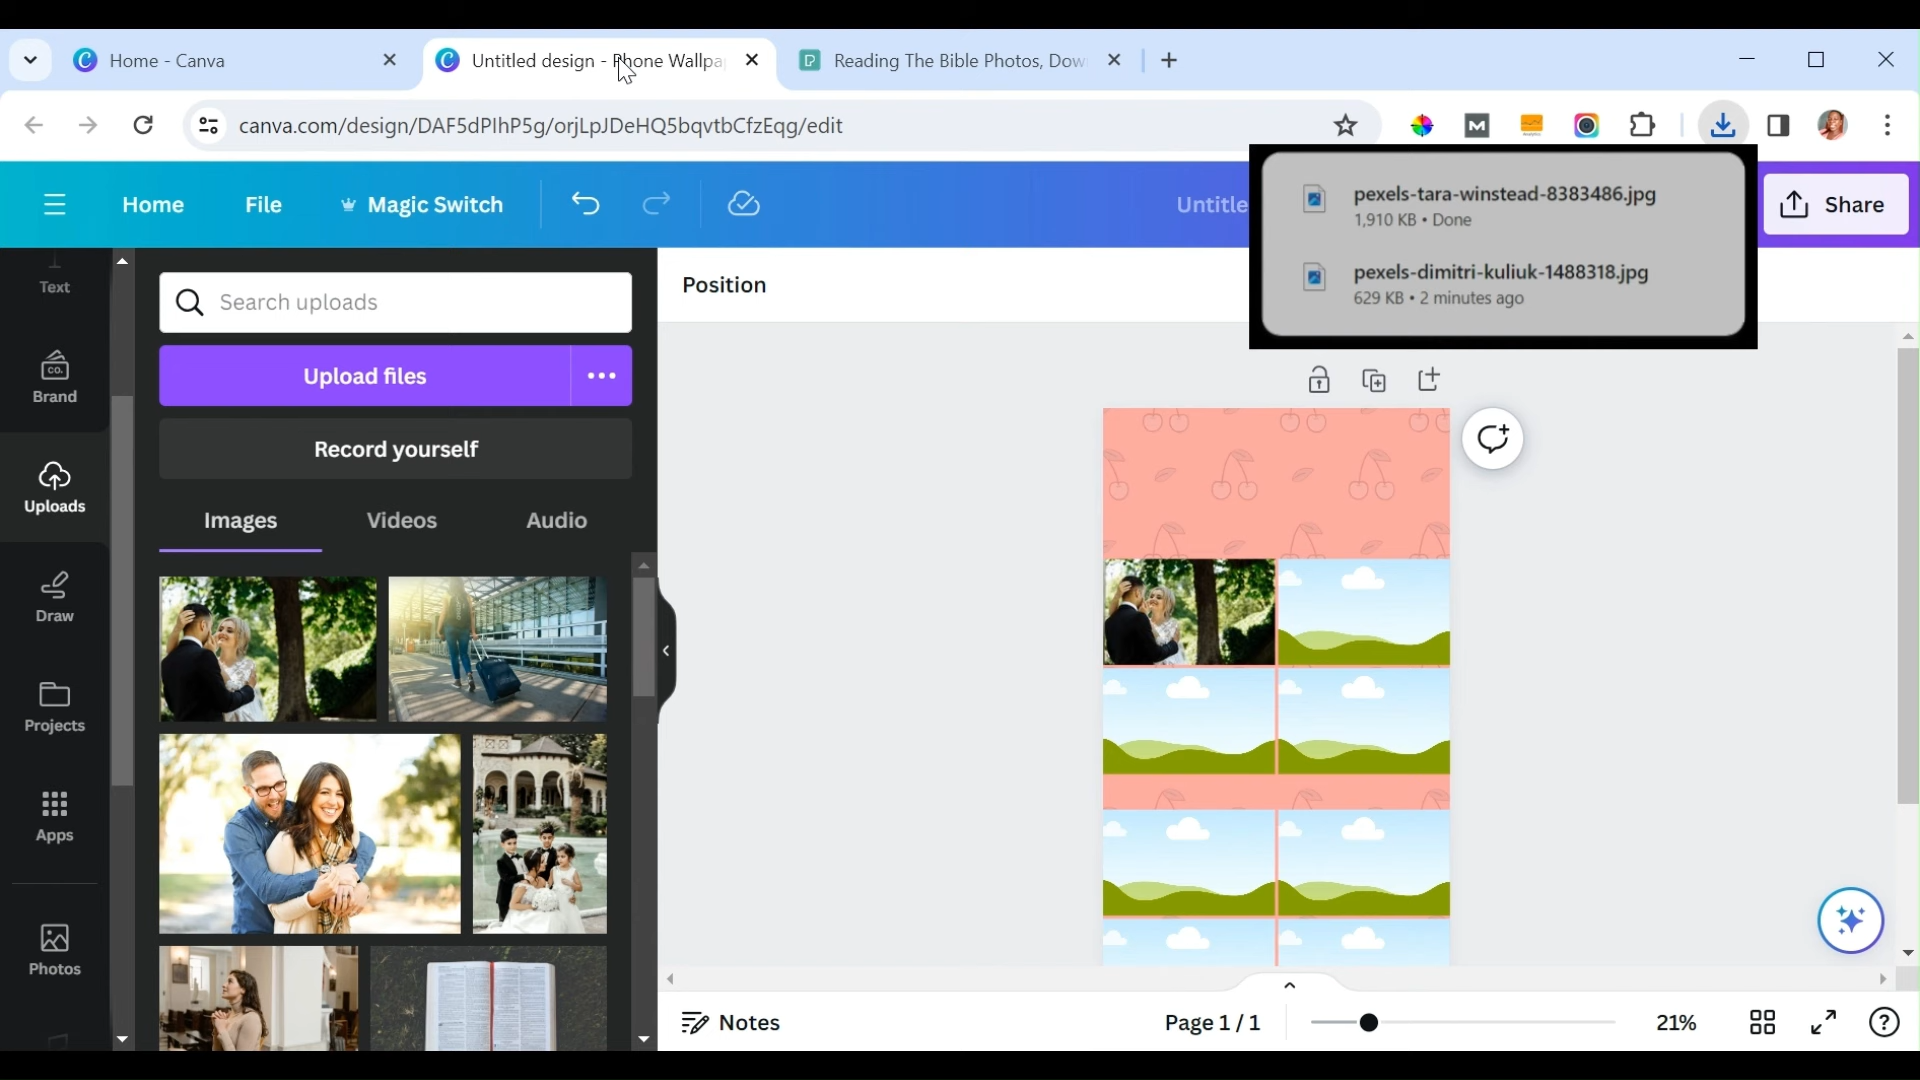 Home - Canva
Untitled design - Phone Wallpa
Reading The Bible Photos, Dow
canva.com/design/DAF5dPlhP5g/orjLpJDeHQ5bqvtbCfzEqg/edit
Home
File
Magic Switch
Untitle
Share
pexels-tara-winstead-8383486.jpg
1,910 KB • Done
pexels-dimitri-kuliuk-1488318.jpg
629 KB • 2 minutes ago
Text
Brand
Uploads
Draw
Projects
Apps
Photos
Search uploads
Upload files
Record yourself
Images
Videos
Audio
Position
Notes
Page 1 / 1
21%